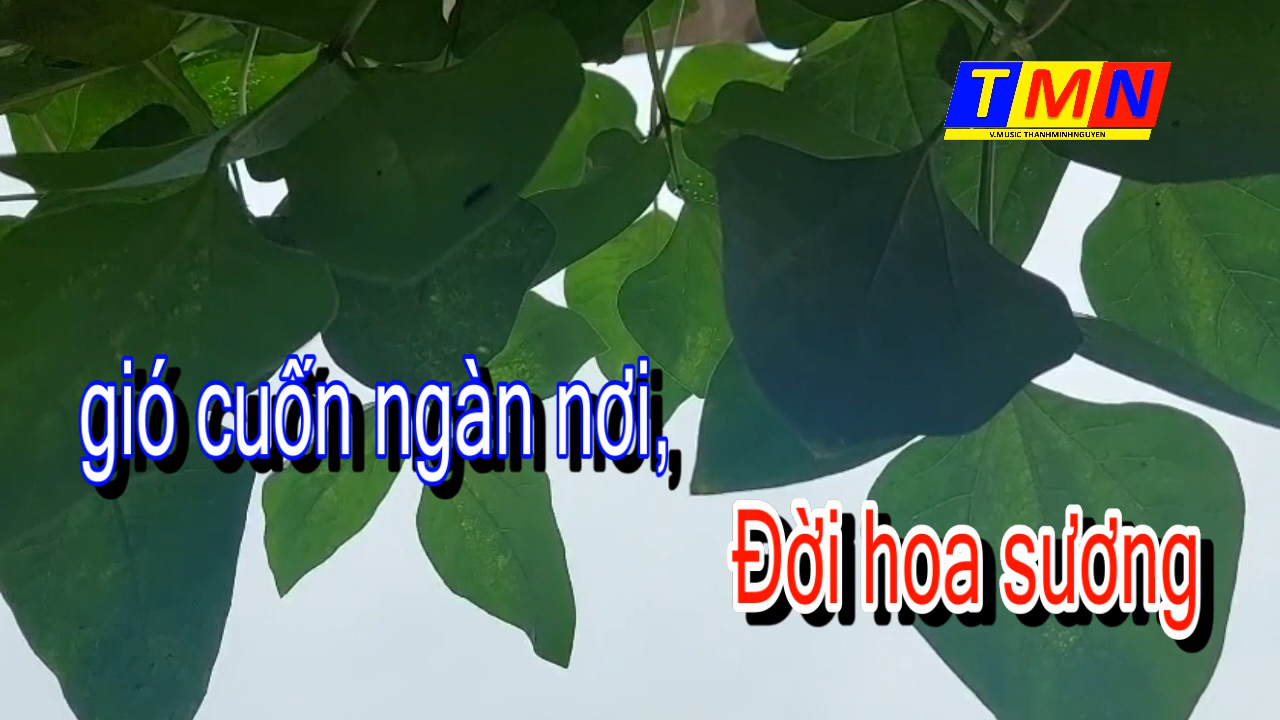 TMN
V.MUSIC THANHMINHNGUYEN
gió cuốn ngàn nơi,
Đời hoa sương